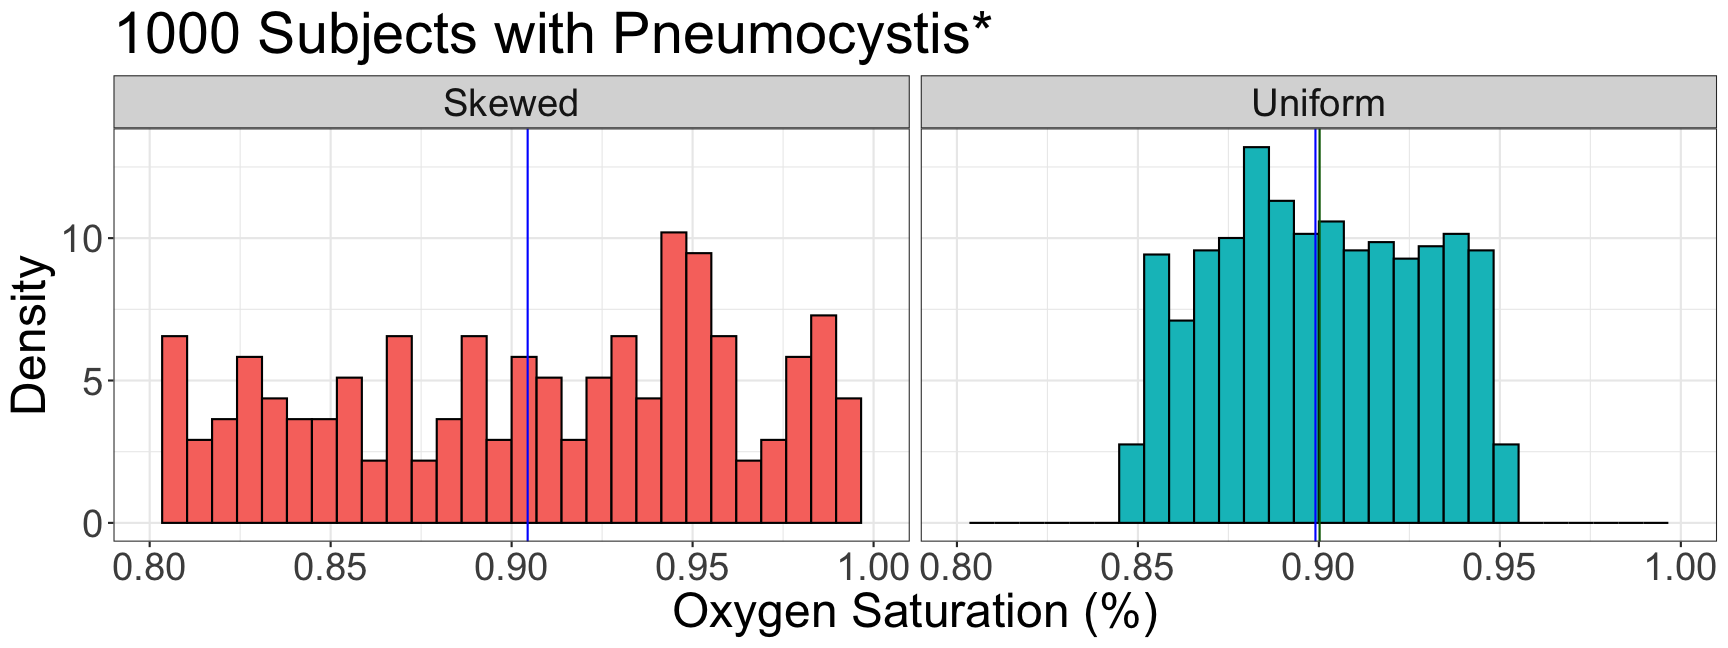 1000 Subjects with Pneumocystis*
Skewed
Uniform
Density
10
5
0
0.80 0.85 0.90 0.95 1.00
0.80 0.85 0.90 0.95 1.00
Oxygen Saturation (%)